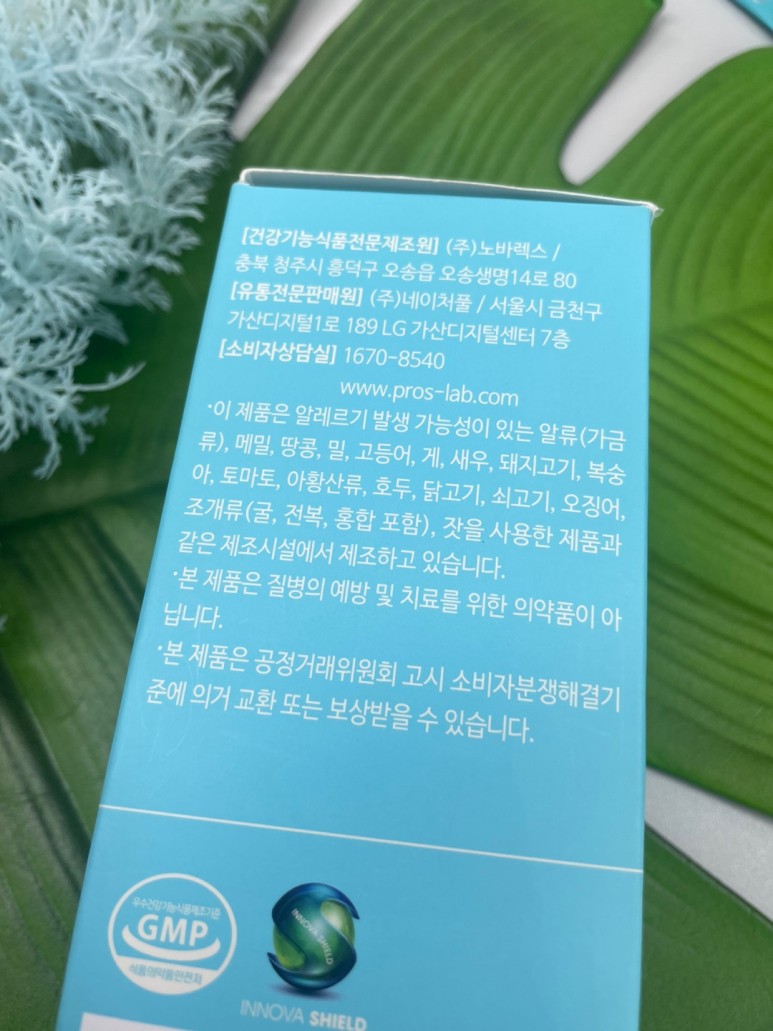 [건강기능식품전문제조원] (주)노바렉스 /
충북 청주시 흥덕구 오송읍 오송생명14로 80
[유통전문판매원] (주)네이처풀 / 서울시 금천구
가산디지털1로 189 LG 가산디지털센터 7층
[소비자상담실] 1670-8540
www.pros-lab.com
·이 제품은 알레르기 발생 가능성이 있는 알류(가금
류), 메밀, 땅콩, 밀, 고등어, 게, 새우, 돼지고기, 복숭
아, 토마토, 아황산류, 호두, 닭고기, 쇠고기, 오징어,
조개류(굴, 전복, 홍합 포함), 잣을 사용한 제품과
같은 제조시설에서 제조하고 있습니다.
·본 제품은 질병의 예방 및 치료를 위한 의약품이 아
닙니다.
·본 제품은 공정거래위원회 고시 소비자분쟁해결기
준에 의거 교환 또는 보상받을 수 있습니다.
우수건강기능식품제조기준
GMP
식품의약품안전처
INNOVA SHIELD
INNOVA SHIELD